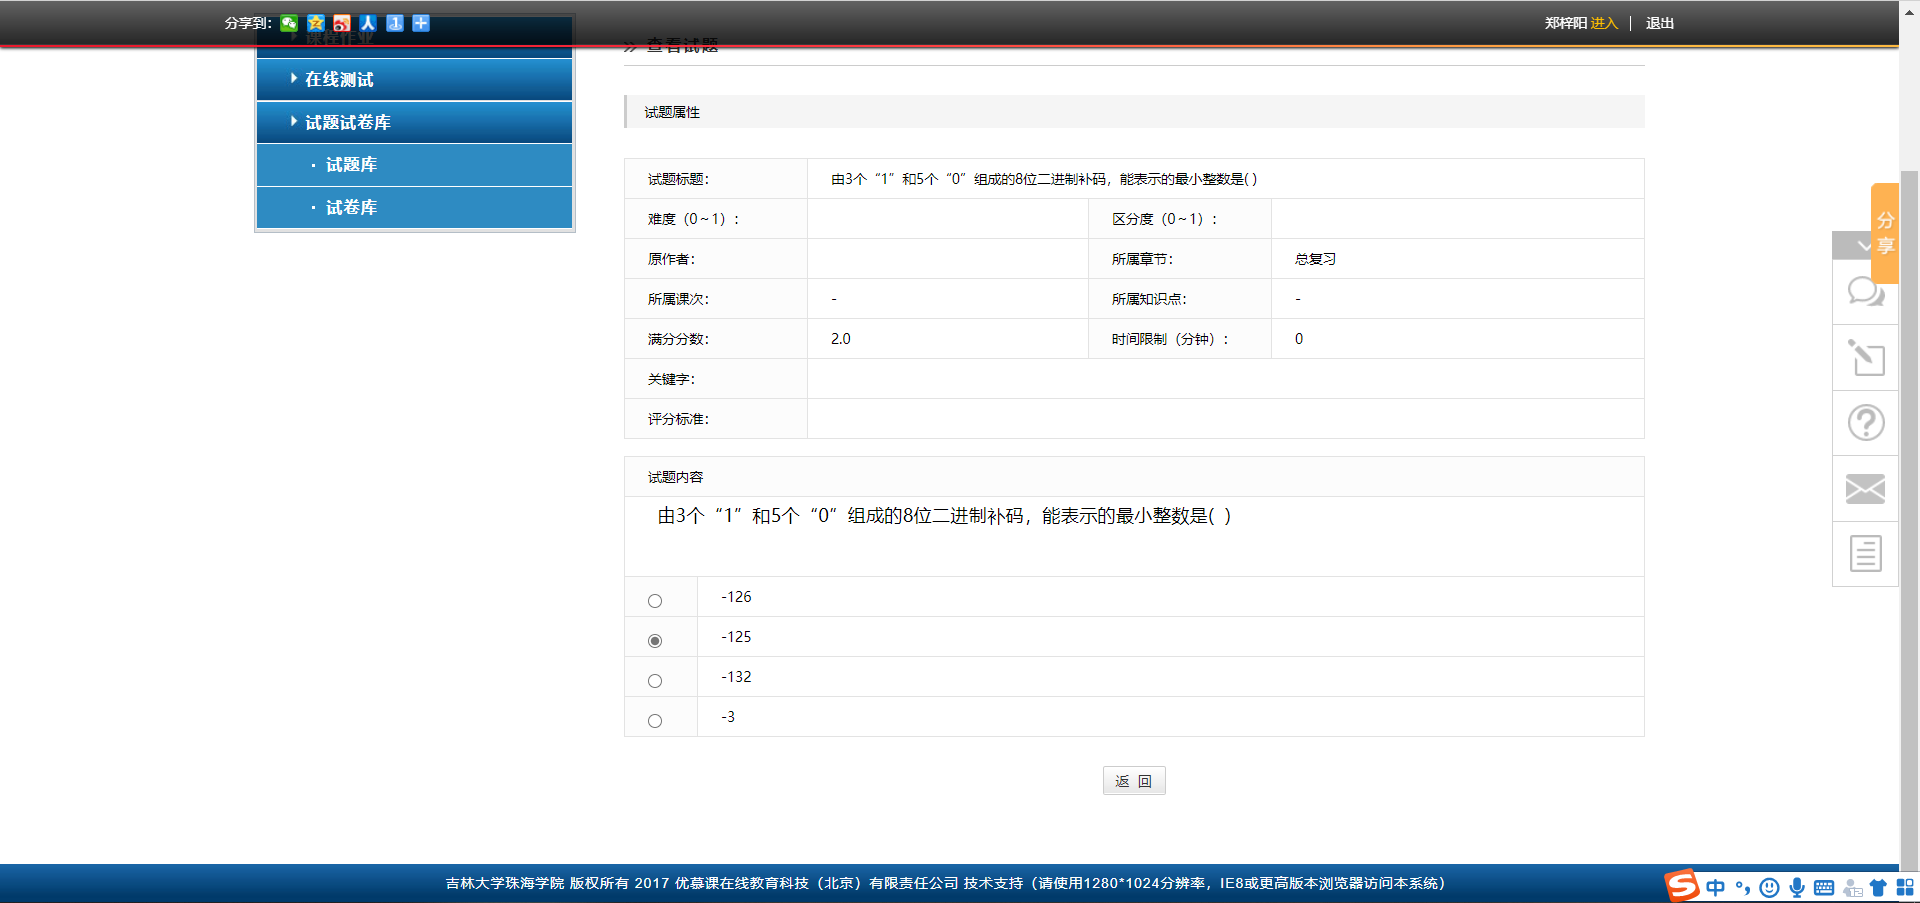 分享到:
郑梓阳 进入 | 退出
课程作业
在线测试
试题试卷库
· 试题库
· 试卷库
查看试题
试题属性
试题标题: 由3个“1”和5个“0”组成的8位二进制补码，能表示的最小整数是( )
难度（0～1）: 区分度（0～1）:
原作者: 所属章节: 总复习
所属课次: - 所属知识点: -
满分分数: 2.0 时间限制（分钟）: 0
关键字:
评分标准:
试题内容
由3个“1”和5个“0”组成的8位二进制补码，能表示的最小整数是( )
-126
-125
-132
-3
返 回
分享
吉林大学珠海学院 版权所有 2017 优慕课在线教育科技（北京）有限责任公司 技术支持（请使用1280*1024分辨率，IE8或更高版本浏览器访问本系统）
中